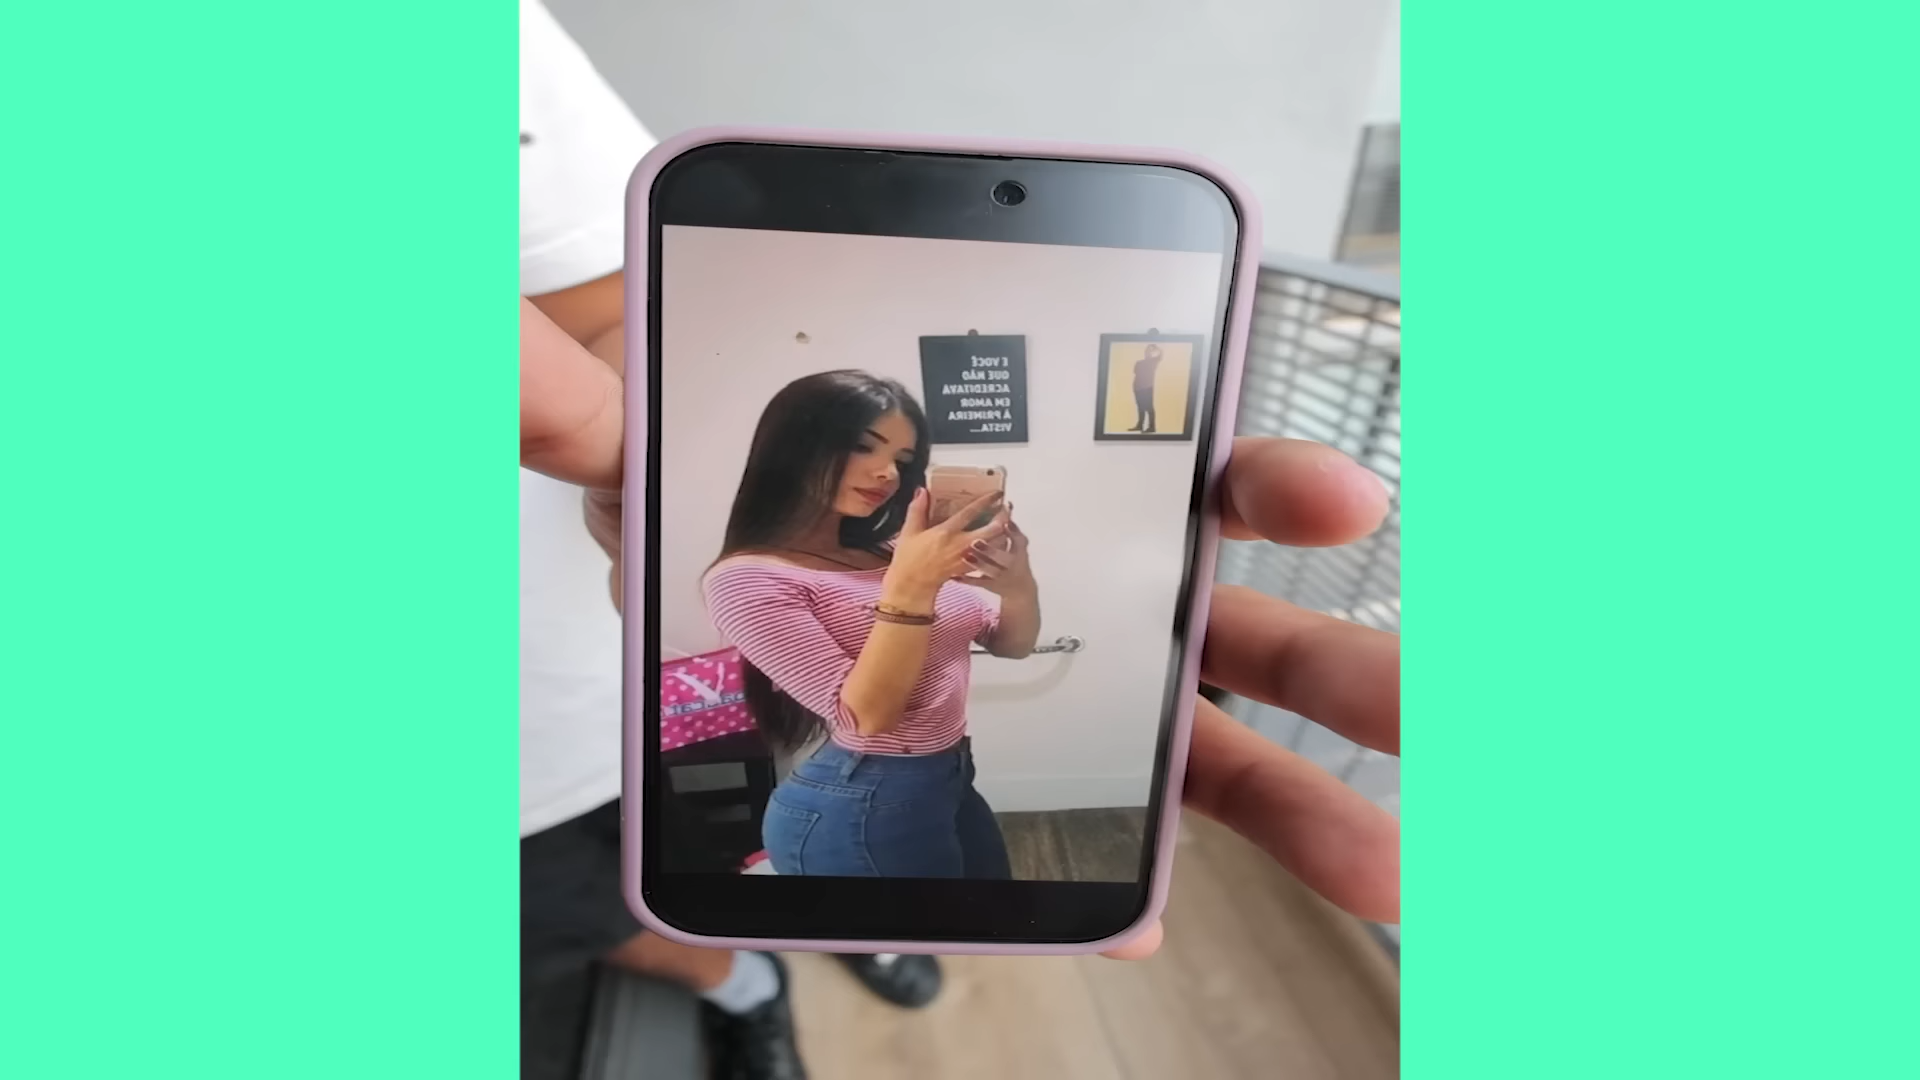 E VOCÊ
QUE NÃO
ACREDITAVA
EM AMOR
À PRIMEIRA
VISTA...